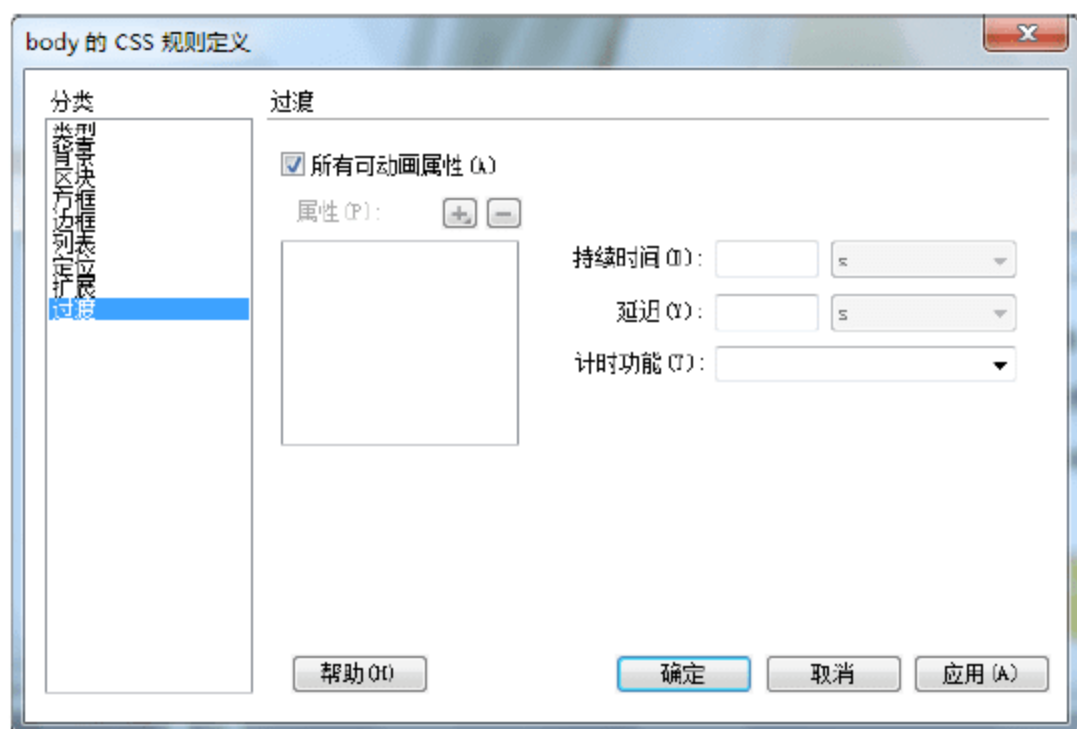 body 的 CSS 规则定义
分类
类型
背景
区块
方框
边框
列表
定位
扩展
过渡
过渡
所有可动画属性(A)
属性(P):
持续时间(D): s
延迟(Y): s
计时功能(T):
帮助(H) 确定 取消 应用(A)